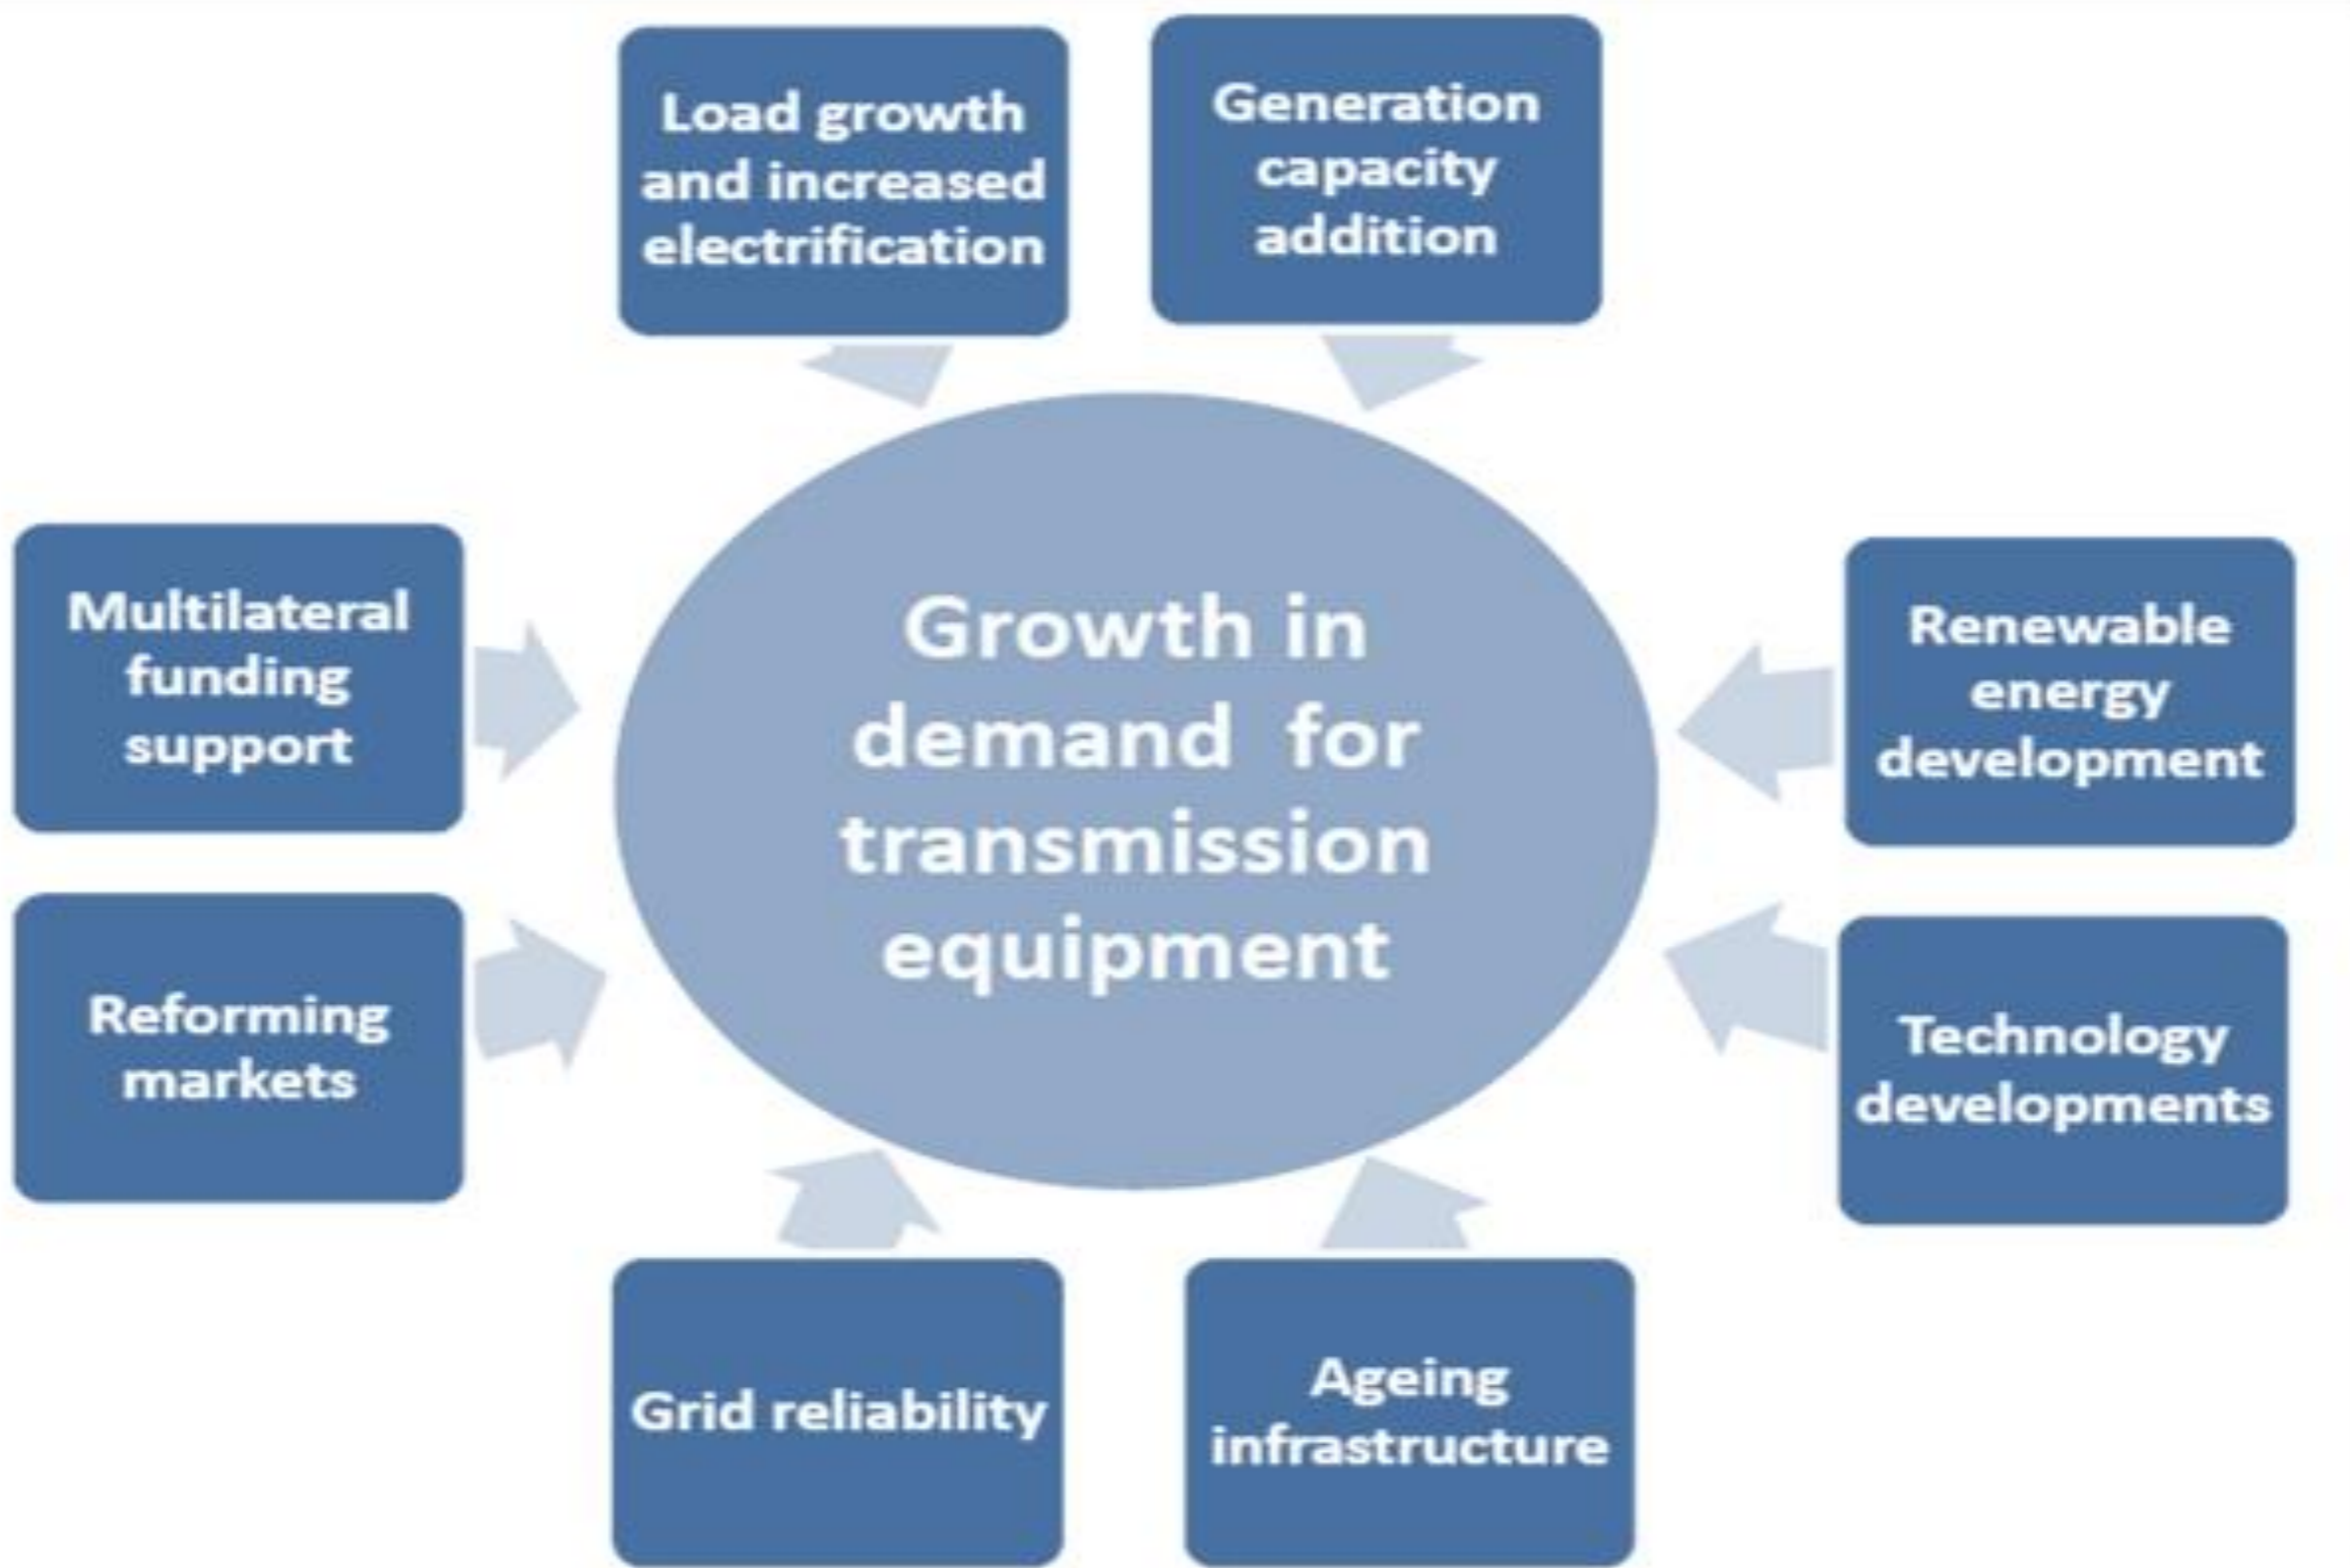 Load growth
and increased
electrification
Generation
capacity
addition
Multilateral
funding
support
Growth in
demand  for
transmission
equipment
Renewable
energy
development
Reforming
markets
Technology
developments
Grid reliability
Ageing
infrastructure